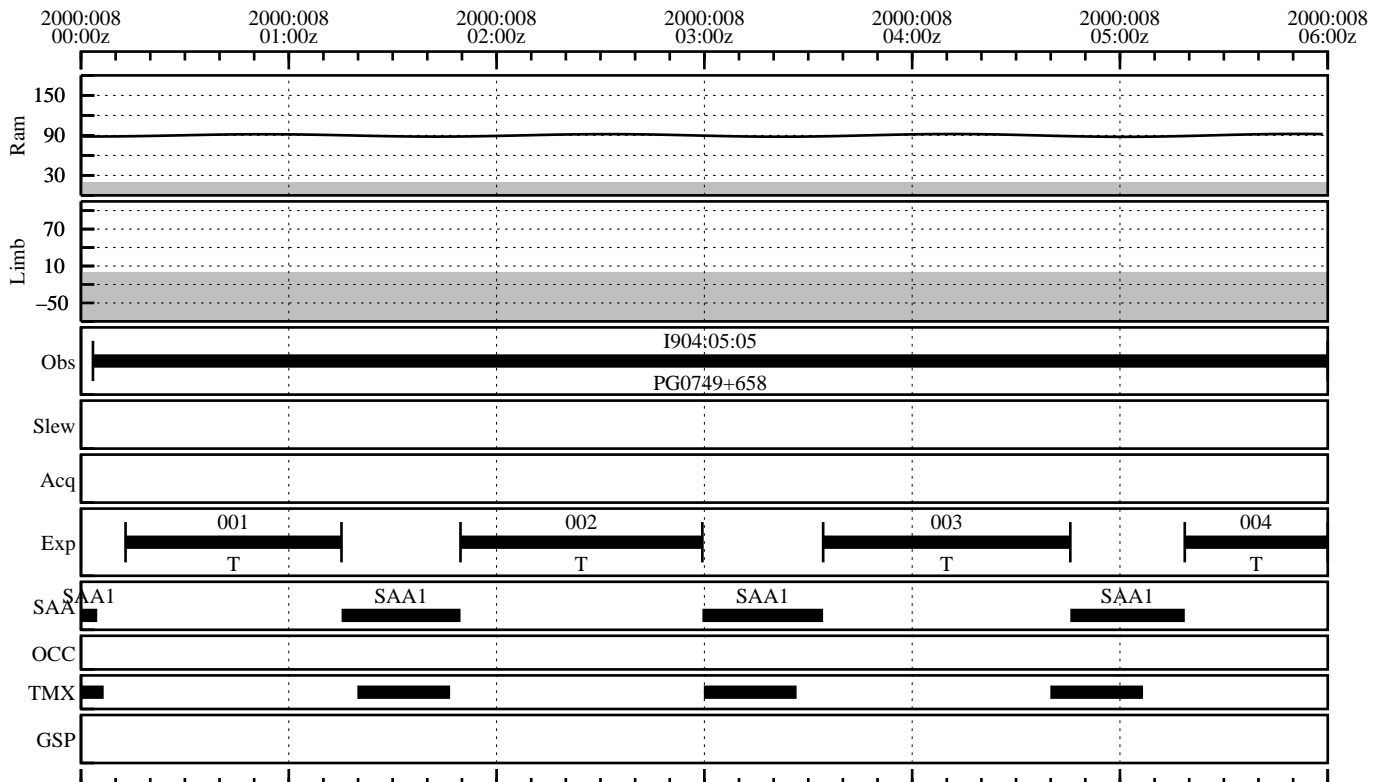 2000:008 2000:008 2000:008 2000:008 2000:008 2000:008 2000:008
00:00z 01:00z 02:00z 03:00z 04:00z 05:00z 06:00z
150
90
30
Ram
70
10
−50
Limb
I904:05:05
Obs
PG0749+658
Slew
Acq
001 002 003 004
Exp
T T T T
SAA1 SAA1 SAA1 SAA1
SAA
OCC
TMX
GSP